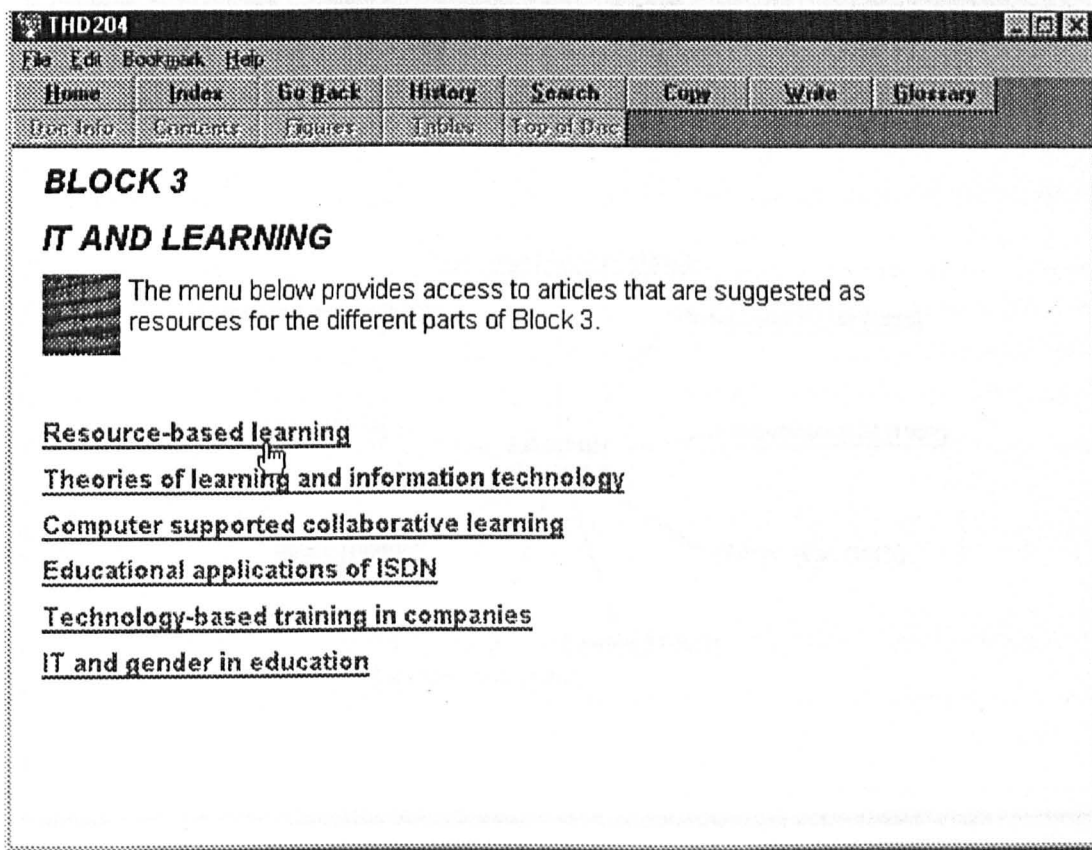 THD204
File Edit Bookmark Help
Home Index Go Back History Search Copy Write Glossary
Doc Info Contents Figures Tables Top of Doc
BLOCK 3
IT AND LEARNING
The menu below provides access to articles that are suggested as
resources for the different parts of Block 3.
Resource-based learning
Theories of learning and information technology
Computer supported collaborative learning
Educational applications of ISDN
Technology-based training in companies
IT and gender in education